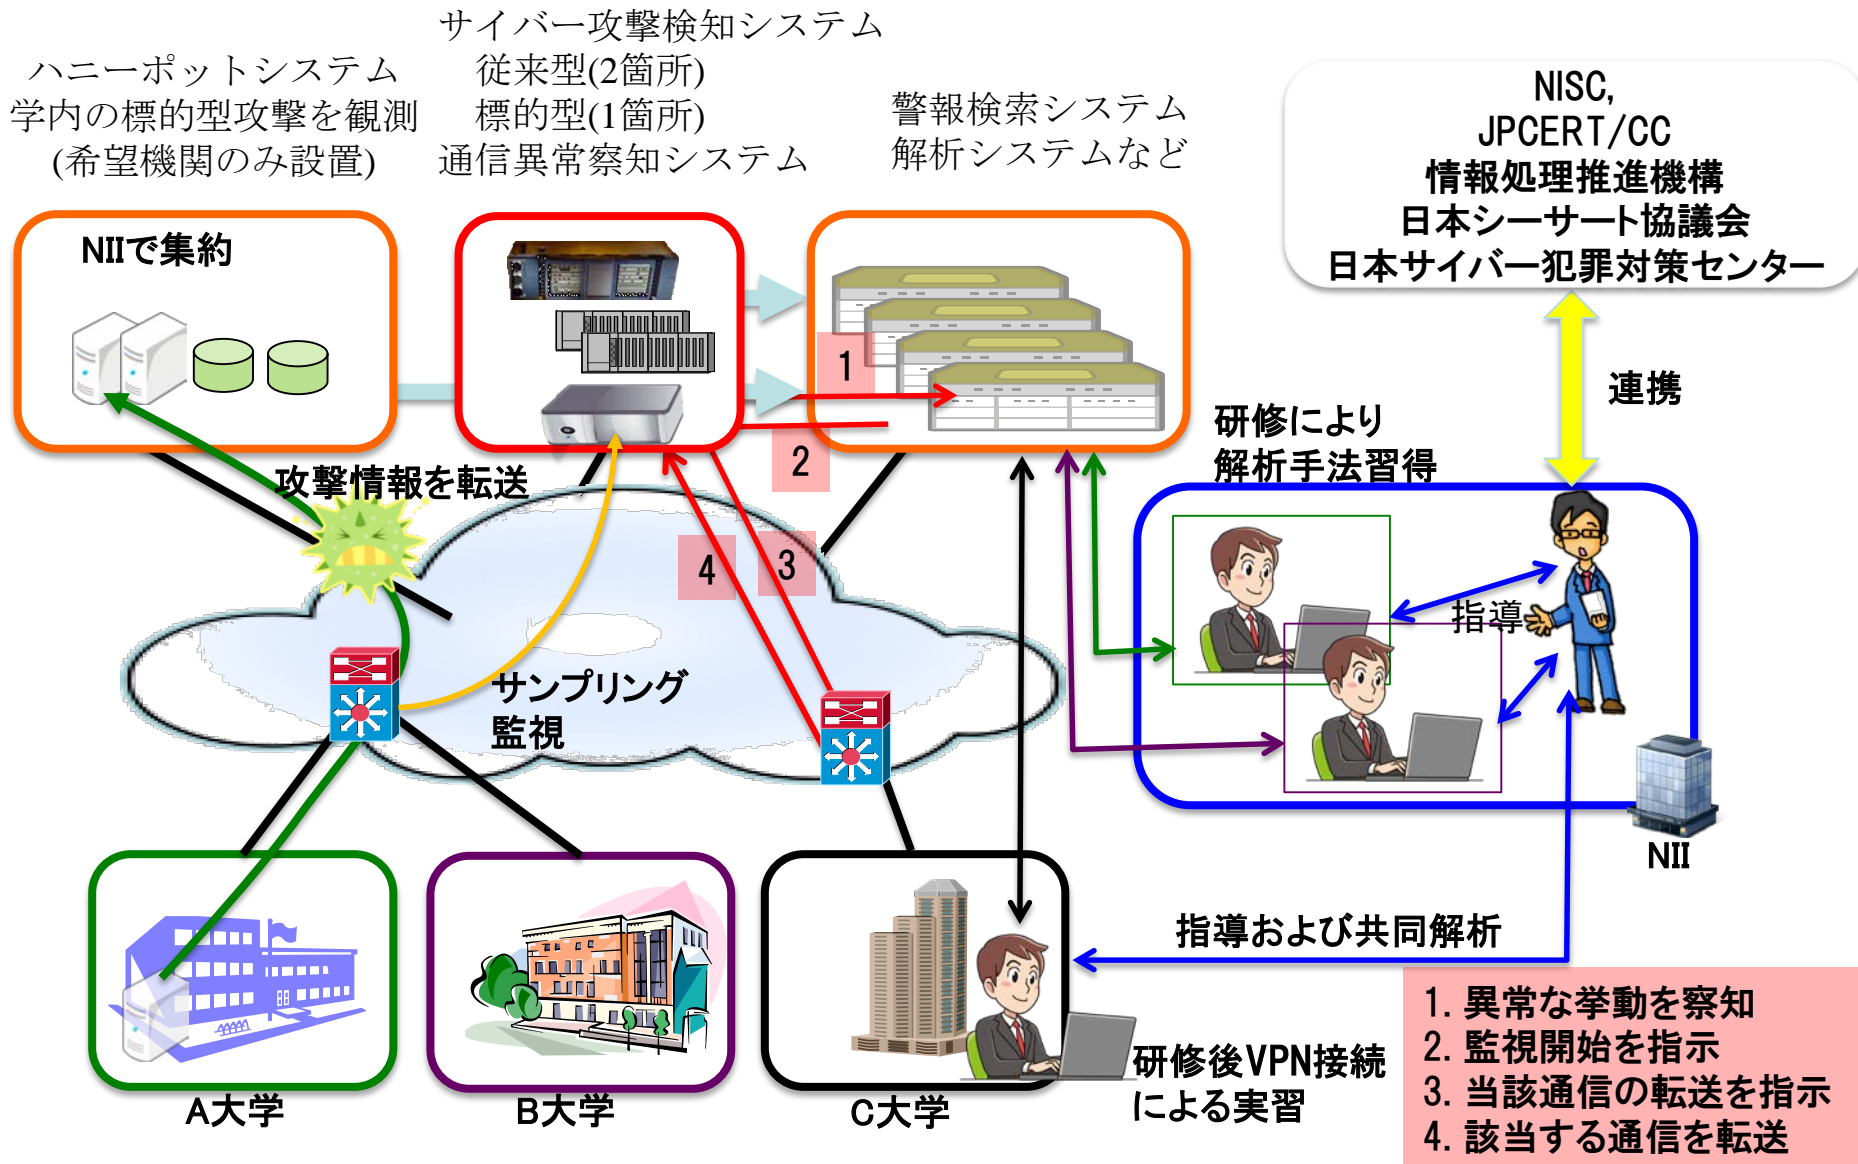 サイバー攻撃検知システム
従来型(2箇所)
標的型(1箇所)
通信異常察知システム
ハニーポットシステム
学内の標的型攻撃を観測
(希望機関のみ設置)
警報検索システム
解析システムなど
NISC,
JPCERT/CC
情報処理推進機構
日本シーサート協議会
日本サイバー犯罪対策センター
NIIで集約
1
2
連携
研修により
解析手法習得
攻撃情報を転送
4
3
指導
サンプリング
監視
NII
指導および共同解析
A大学
B大学
C大学
研修後VPN接続
による実習
1. 異常な挙動を察知
2. 監視開始を指示
3. 当該通信の転送を指示
4. 該当する通信を転送